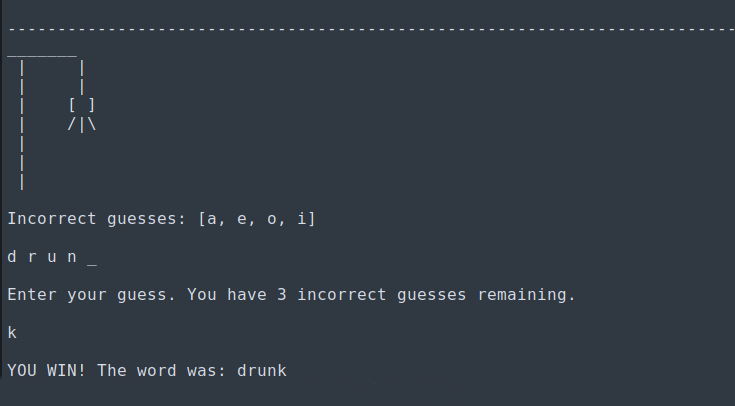 -------------------------------------------------------------------------
_______
 |     |
 |     |
 |    [ ]
 |    /|\
 |
 |
 |
Incorrect guesses: [a, e, o, i]
d r u n _
Enter your guess. You have 3 incorrect guesses remaining.
k
YOU WIN! The word was: drunk